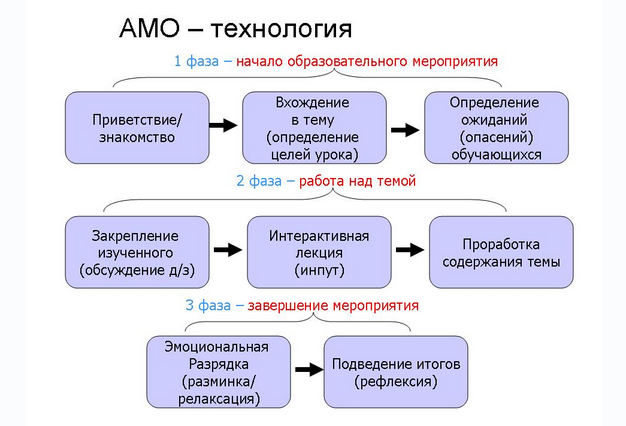 АМО – технология
1 фаза – начало образовательного мероприятия
Приветствие/
знакомство
Вхождение
в тему
(определение
целей урока)
Определение
ожиданий
(опасений)
обучающихся
2 фаза – работа над темой
Закрепление
изученного
(обсуждение д/з)
Интерактивная
лекция
(инпут)
Проработка
содержания темы
3 фаза – завершение мероприятия
Эмоциональная
Разрядка
(разминка/
релаксация)
Подведение итогов
(рефлексия)